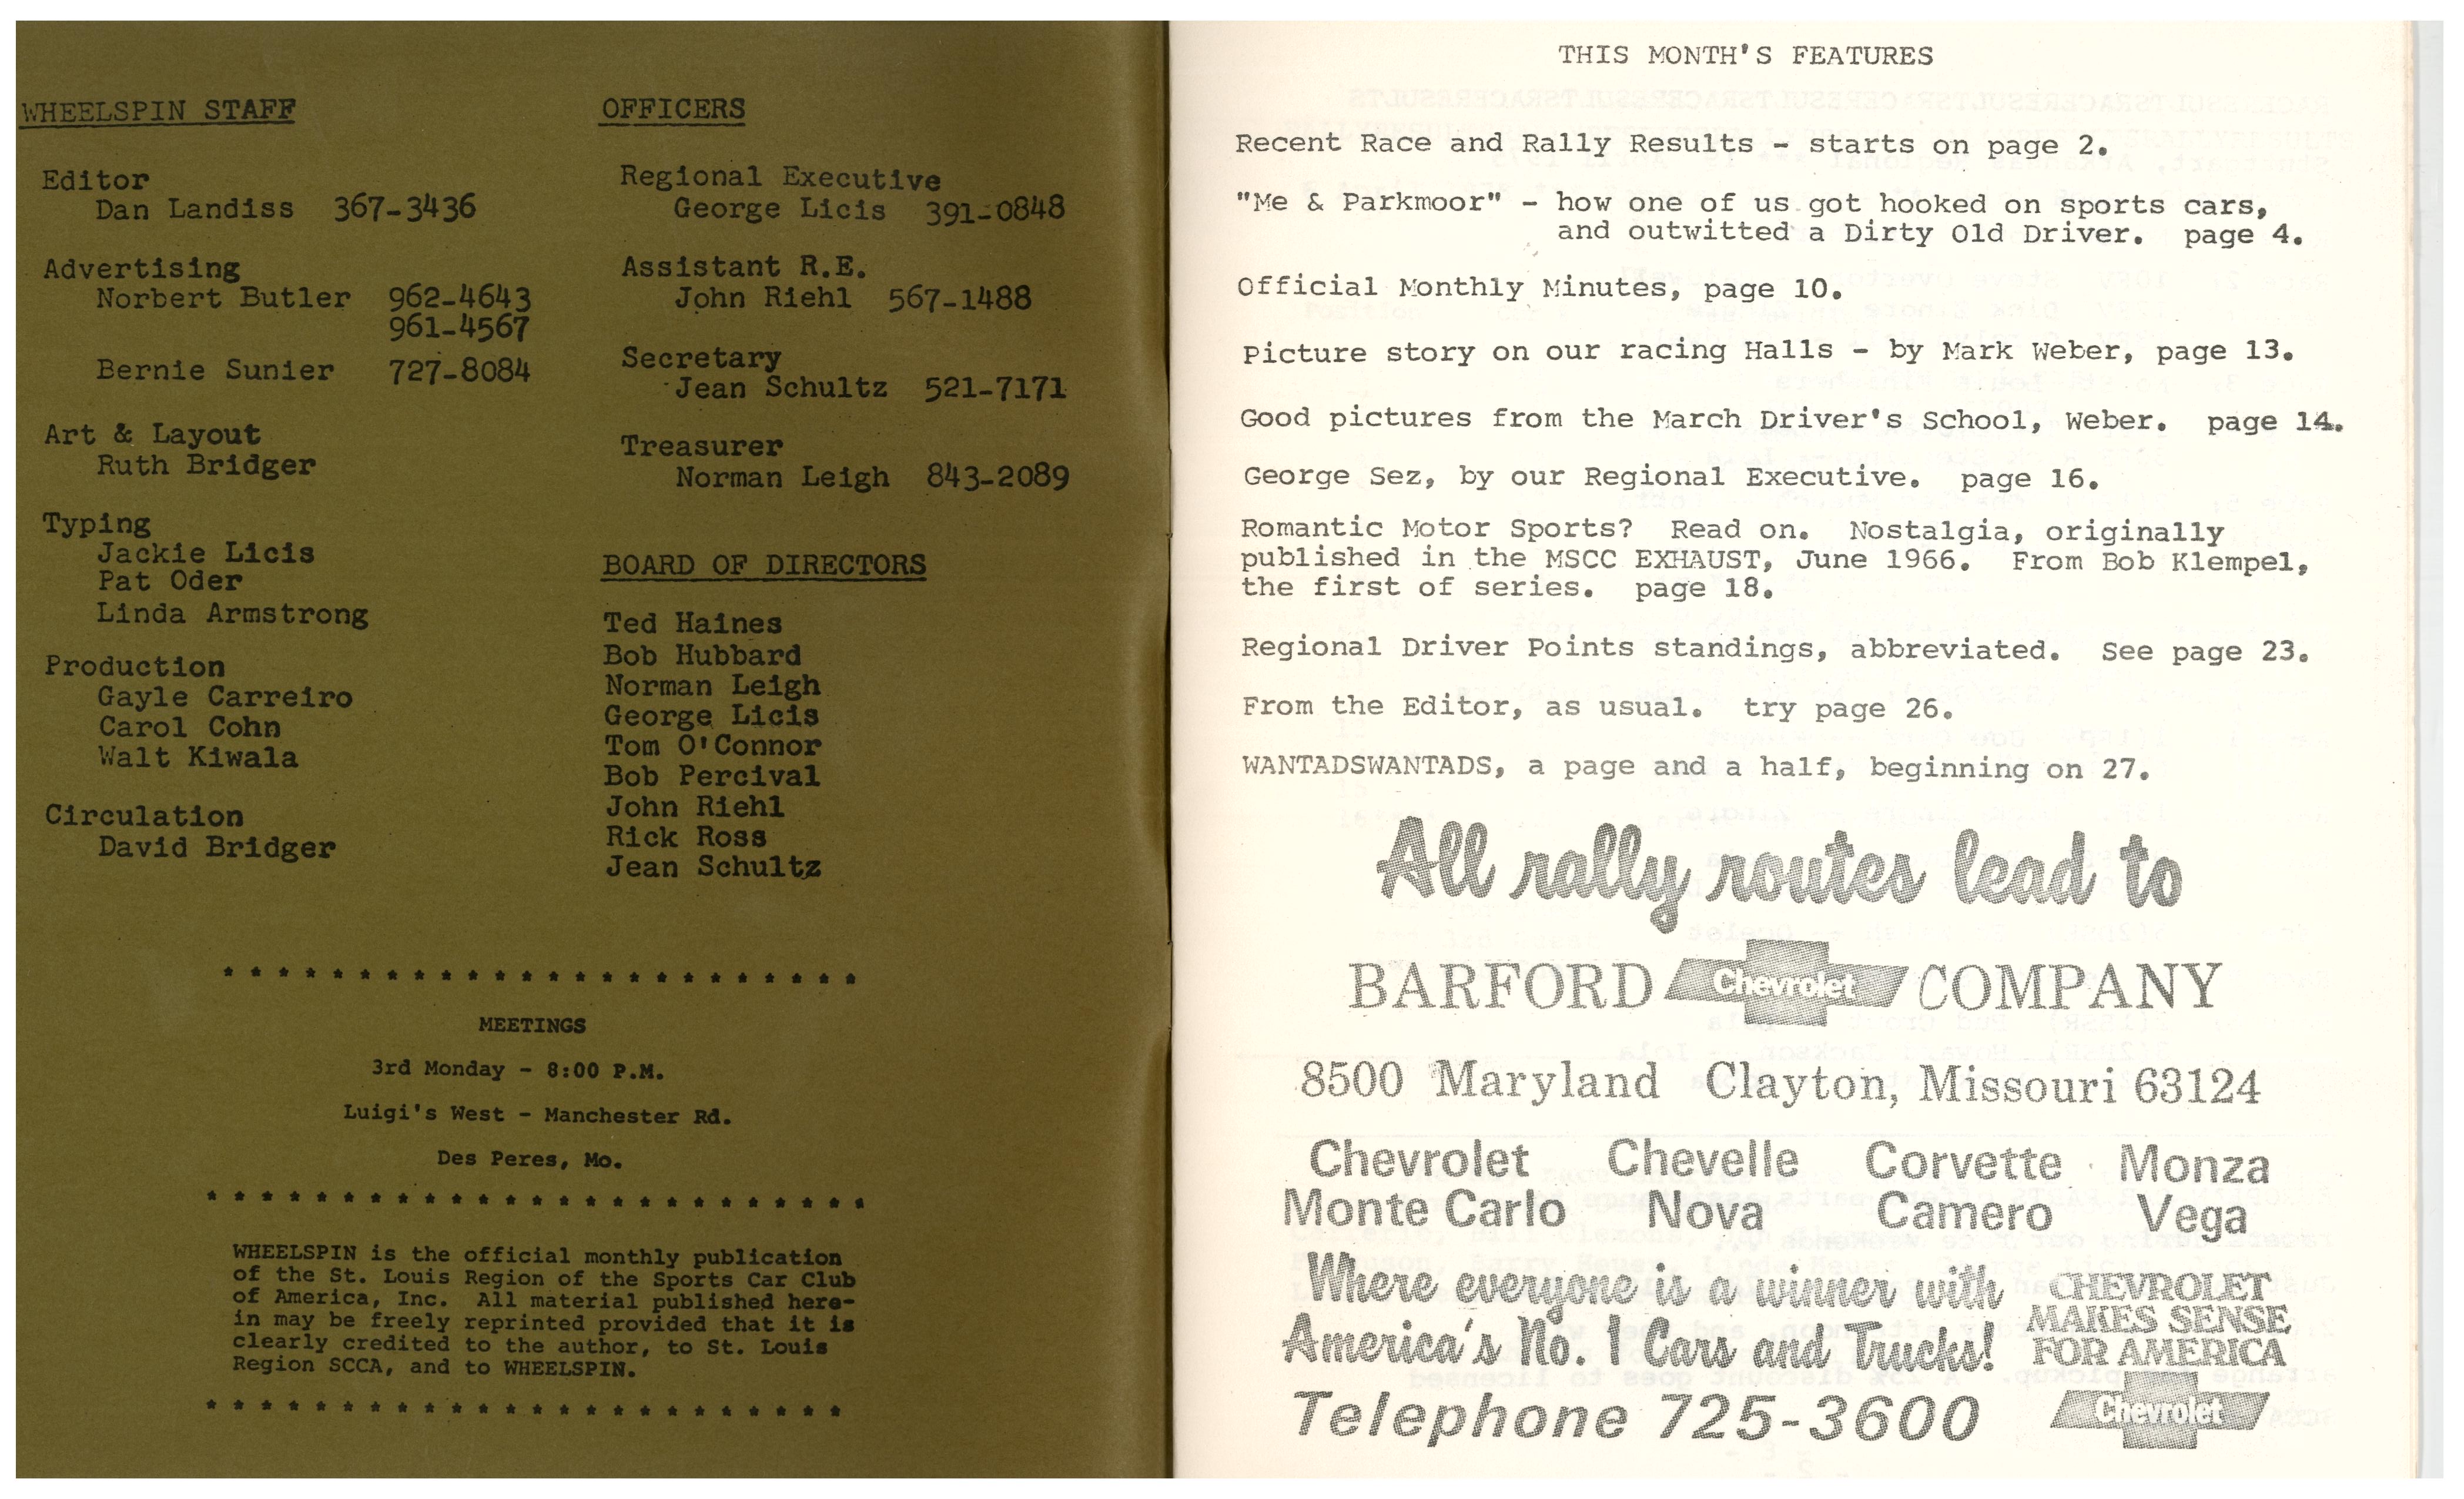 WHEELSPIN STAFF
Editor
Dan Landiss 367-3436
Advertising
Norbert Butler 962-4643
961-4567
Bernie Sunier 727-8084
Art & Layout
Ruth Bridger
Typing
Jackie Licis
Pat Oder
Linda Armstrong
Production
Gayle Carreiro
Carol Cohn
Walt Kiwala
Circulation
David Bridger
OFFICERS
Regional Executive
George Licis 391-0848
Assistant R.E.
John Riehl 567-1488
Secretary
Jean Schultz 521-7171
Treasurer
Norman Leigh 843-2089
BOARD OF DIRECTORS
Ted Haines
Bob Hubbard
Norman Leigh
George Licis
Tom O'Connor
Bob Percival
John Riehl
Rick Ross
Jean Schultz
* * * * * * * * * * * * * * * * * * * * * * * *
MEETINGS
3rd Monday - 8:00 P.M.
Luigi's West - Manchester Rd.
Des Peres, Mo.
* * * * * * * * * * * * * * * * * * * * * * * * *
WHEELSPIN is the official monthly publication
of the St. Louis Region of the Sports Car Club
of America, Inc. All material published here-
in may be freely reprinted provided that it is
clearly credited to the author, to St. Louis
Region SCCA, and to WHEELSPIN.
* * * * * * * * * * * * * * * * * * * * * * * *
THIS MONTH'S FEATURES
Recent Race and Rally Results - starts on page 2.
"Me & Parkmoor" - how one of us got hooked on sports cars,
and outwitted a Dirty Old Driver. page 4.
Official Monthly Minutes, page 10.
Picture story on our racing Halls - by Mark Weber, page 13.
Good pictures from the March Driver's School, Weber. page 14.
George Sez, by our Regional Executive. page 16.
Romantic Motor Sports? Read on. Nostalgia, originally
published in the MSCC EXHAUST, June 1966. From Bob Klempel,
the first of series. page 18.
Regional Driver Points standings, abbreviated. See page 23.
From the Editor, as usual. try page 26.
WANTADSWANTADS, a page and a half, beginning on 27.
All rally routes lead to
BARFORD Chevrolet COMPANY
8500 Maryland Clayton, Missouri 63124
Chevrolet Chevelle Corvette Monza
Monte Carlo Nova Camero Vega
Where everyone is a winner with
America's No. 1 Cars and Trucks!
CHEVROLET
MAKES SENSE
FOR AMERICA
Telephone 725-3600
Chevrolet